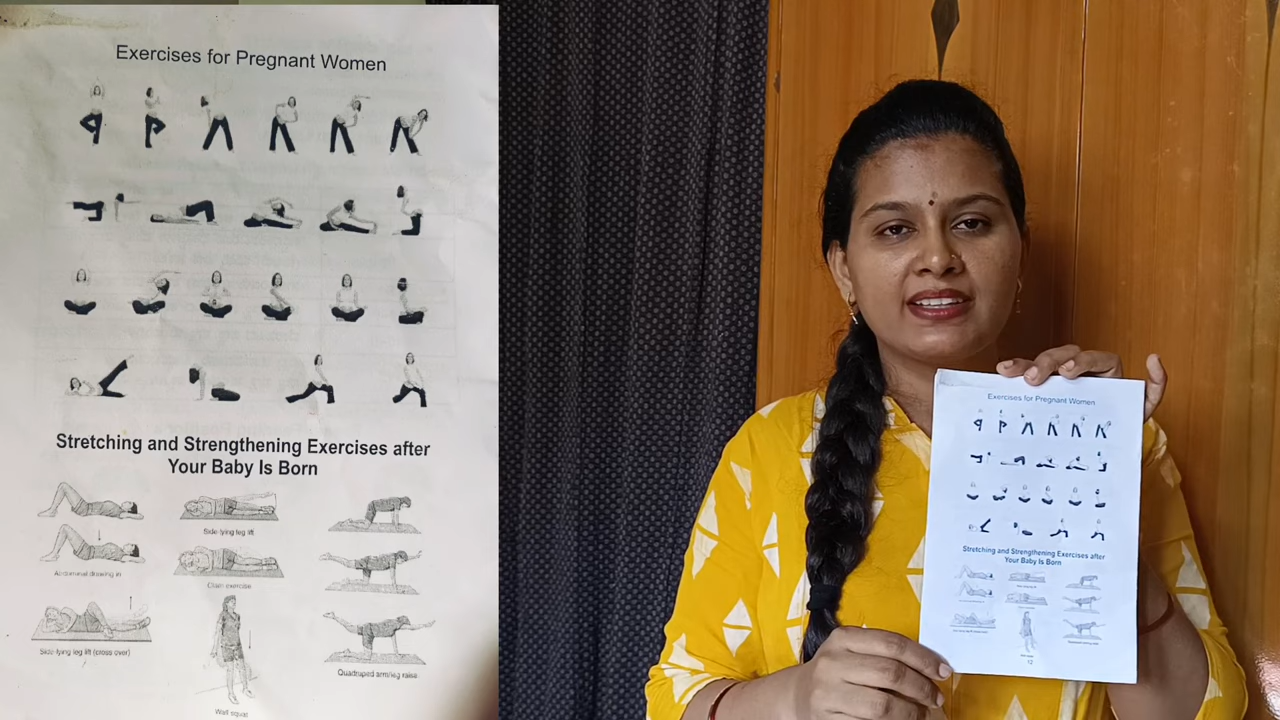 Exercises for Pregnant Women
Stretching and Strengthening Exercises after
Your Baby Is Born
Abdominal drawing in
Side-lying leg lift
Clam exercise
Side-lying leg lift (cross over)
Wall squat
Quadruped arm/leg raise
Exercises for Pregnant Women
Stretching and Strengthening Exercises after
Your Baby Is Born
12